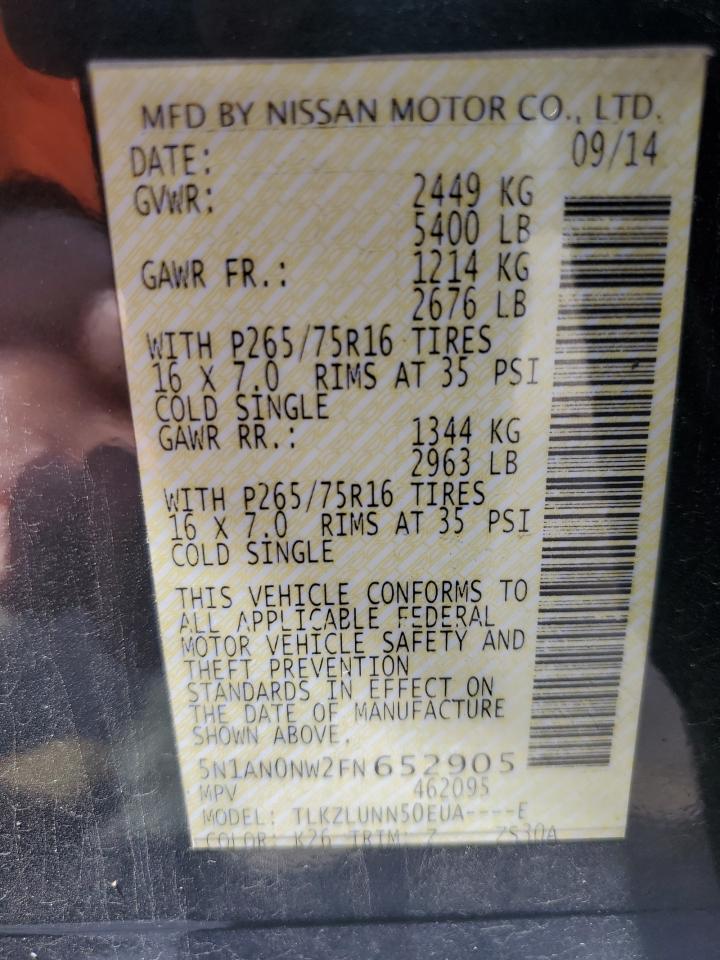 MFD BY NISSAN MOTOR CO., LTD.
DATE: 09/14
GVWR: 2449 KG
5400 LB
GAWR FR.: 1214 KG
2676 LB
WITH P265/75R16 TIRES
16 X 7.0 RIMS AT 35 PSI
COLD SINGLE
GAWR RR.: 1344 KG
2963 LB
WITH P265/75R16 TIRES
16 X 7.0 RIMS AT 35 PSI
COLD SINGLE
THIS VEHICLE CONFORMS TO
ALL APPLICABLE FEDERAL
MOTOR VEHICLE SAFETY AND
THEFT PREVENTION
STANDARDS IN EFFECT ON
THE DATE OF MANUFACTURE
SHOWN ABOVE.
5N1AN0NW2FN652905
MPV 462095
MODEL: TLKZLUNN50EUA----E
COLOR: K26 TRIM: Z ZS30A